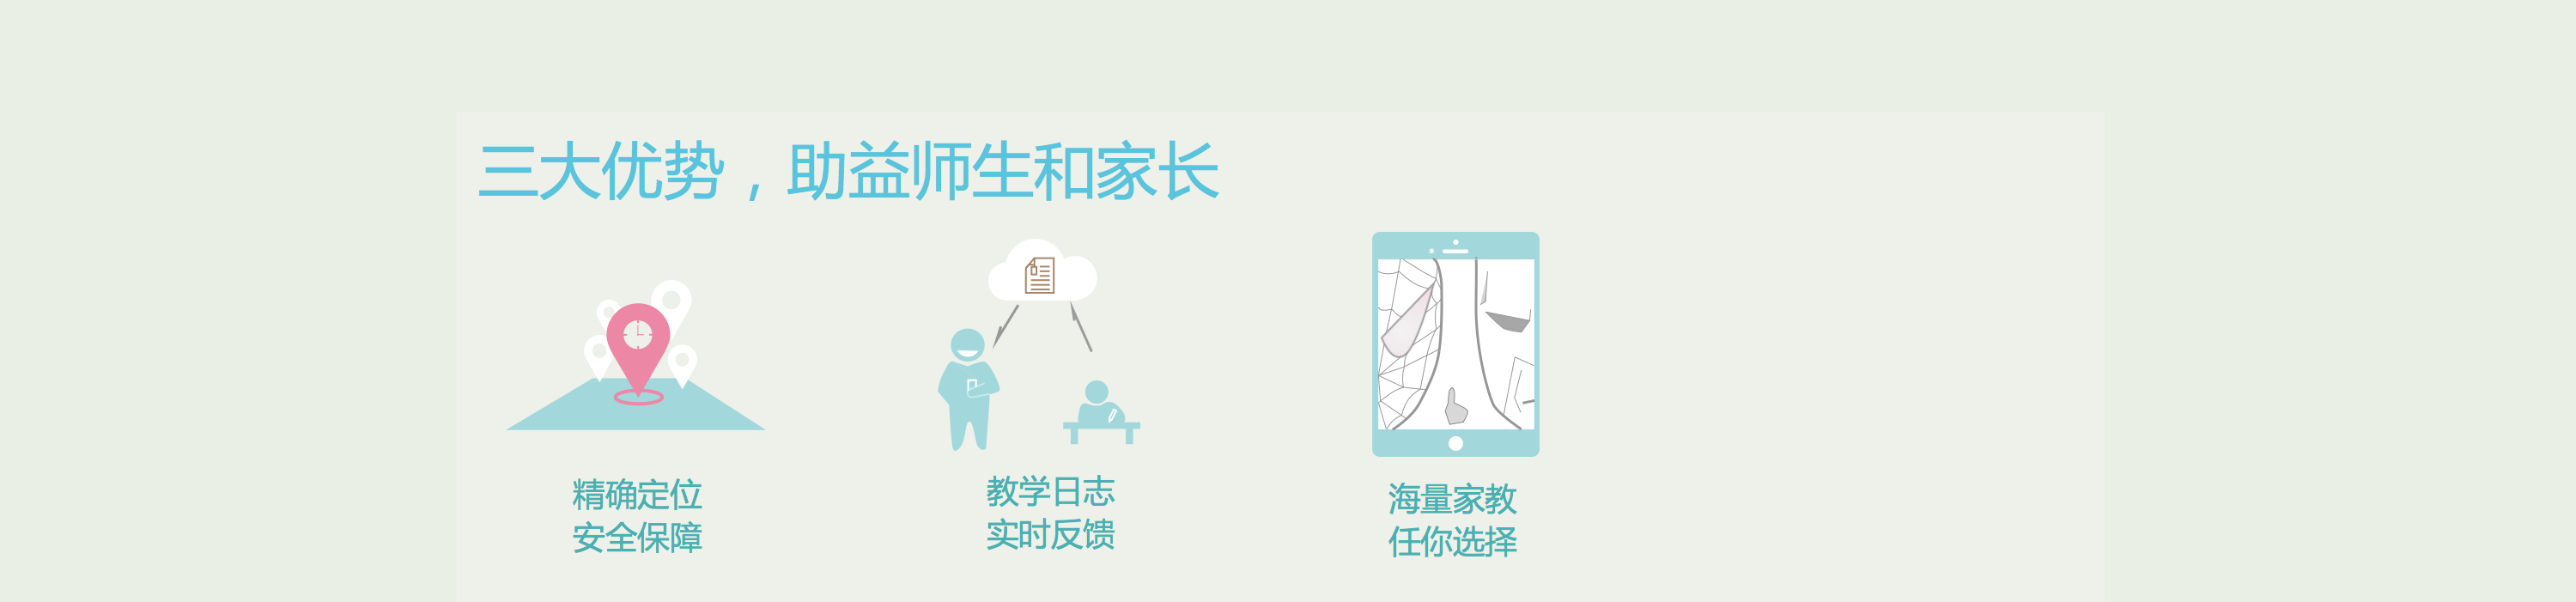 三大优势，助益师生和家长
精确定位
安全保障
教学日志
实时反馈
海量家教
任你选择